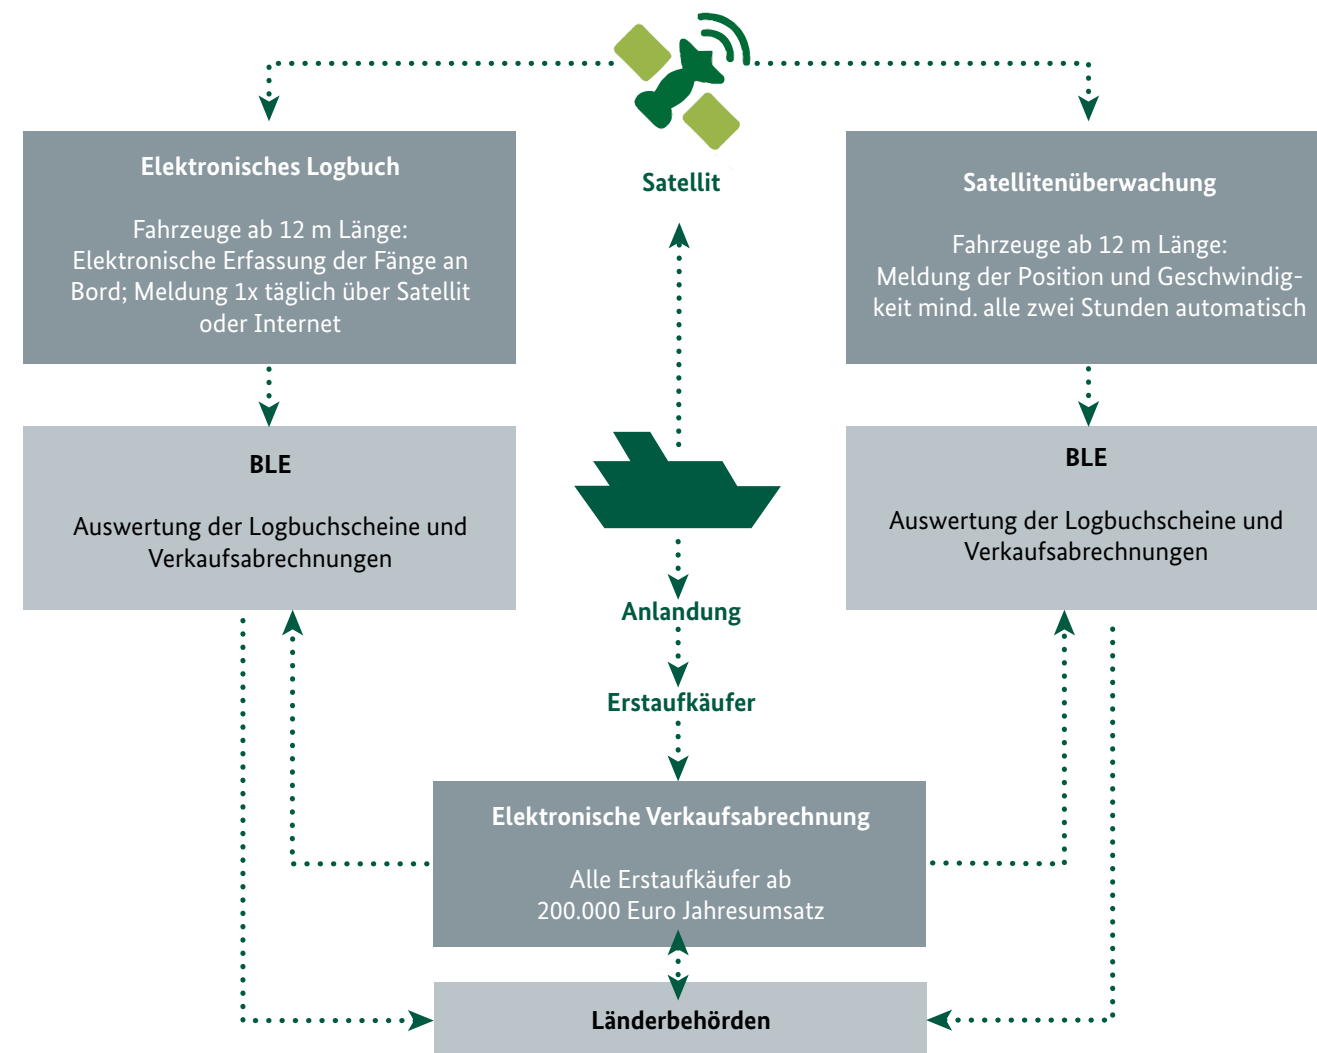 Satellit
Elektronisches Logbuch
Fahrzeuge ab 12 m Länge:
Elektronische Erfassung der Fänge an
Bord; Meldung 1x täglich über Satellit
oder Internet
Satellitenüberwachung
Fahrzeuge ab 12 m Länge:
Meldung der Position und Geschwindig-
keit mind. alle zwei Stunden automatisch
BLE
Auswertung der Logbuchscheine und
Verkaufsabrechnungen
BLE
Auswertung der Logbuchscheine und
Verkaufsabrechnungen
Anlandung
Erstaufkäufer
Elektronische Verkaufsabrechnung
Alle Erstaufkäufer ab
200.000 Euro Jahresumsatz
Länderbehörden